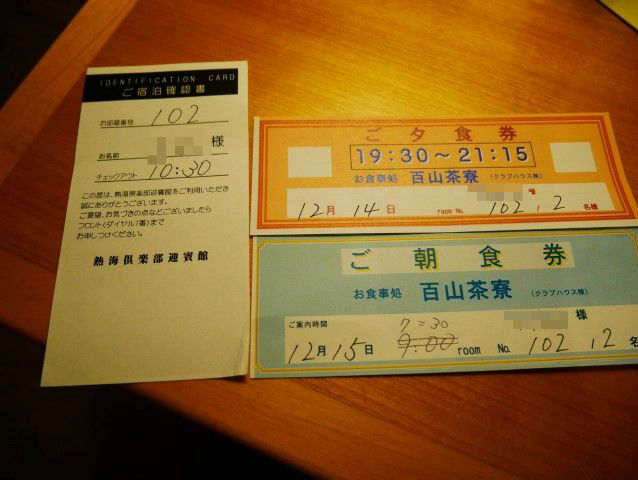 IDENTIFICATION CARD
ご宿泊確認書
お部屋番号 102
お名前 様
チェックアウト 10:30
この度は、熱海倶楽部迎賓館をご利用いただき
誠にありがとうございます。
ご要望、お気づきの点などございましたら
フロント(ダイヤル7番)まで
お申しつけください。
熱海倶楽部迎賓館
ご夕食券
19:30～21:15
お食事処 百山茶寮 (クラブハウス棟)
様
12月 14日 room No. 102, 2 名様
ご朝食券
お食事処 百山茶寮 (クラブハウス棟)
ご案内時間 7:30 様
12月15日 9:00 room No. 102, 2名